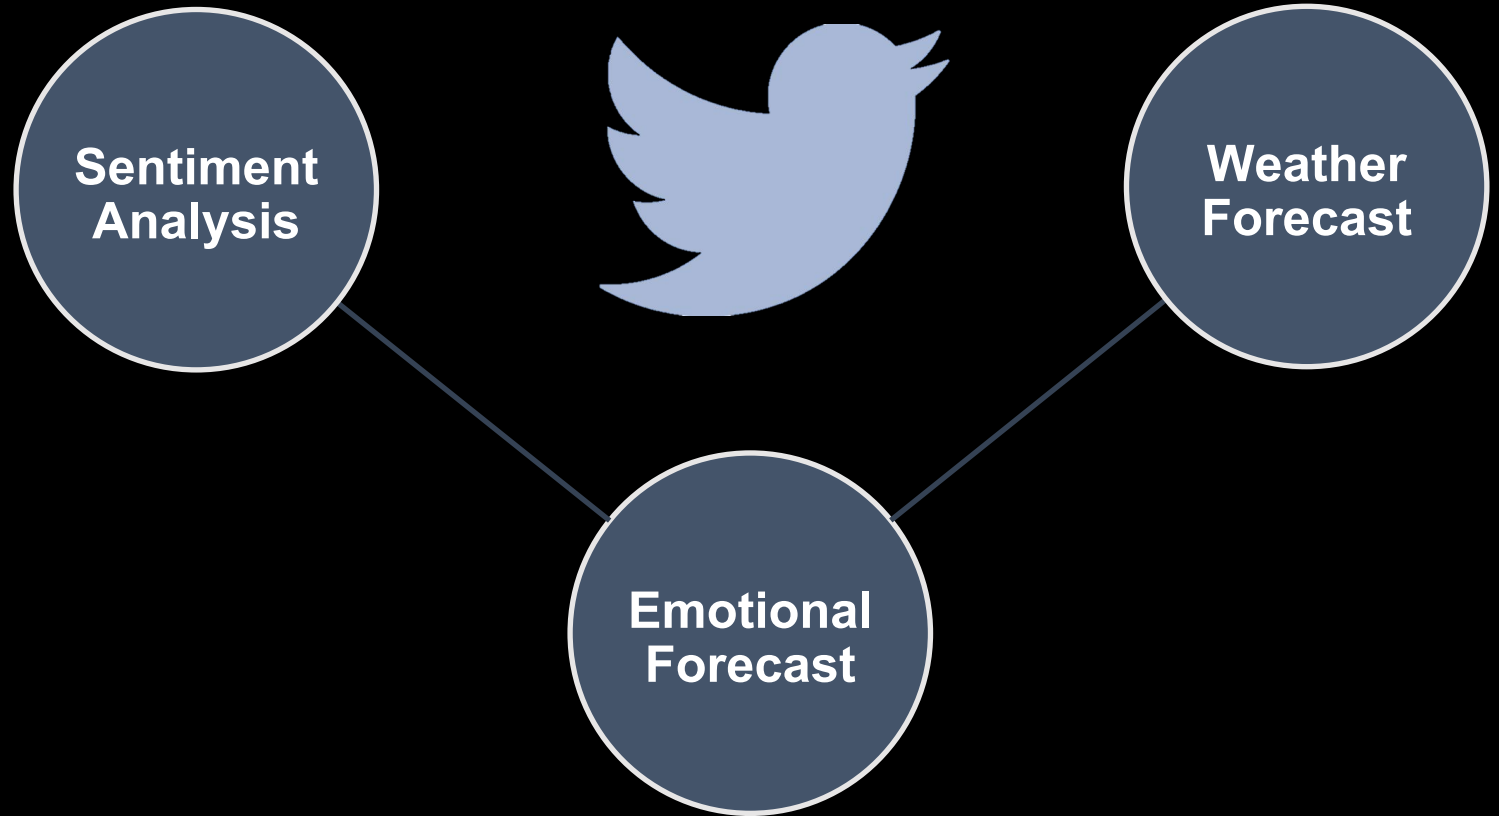 Sentiment
Analysis
Weather
Forecast
Emotional
Forecast